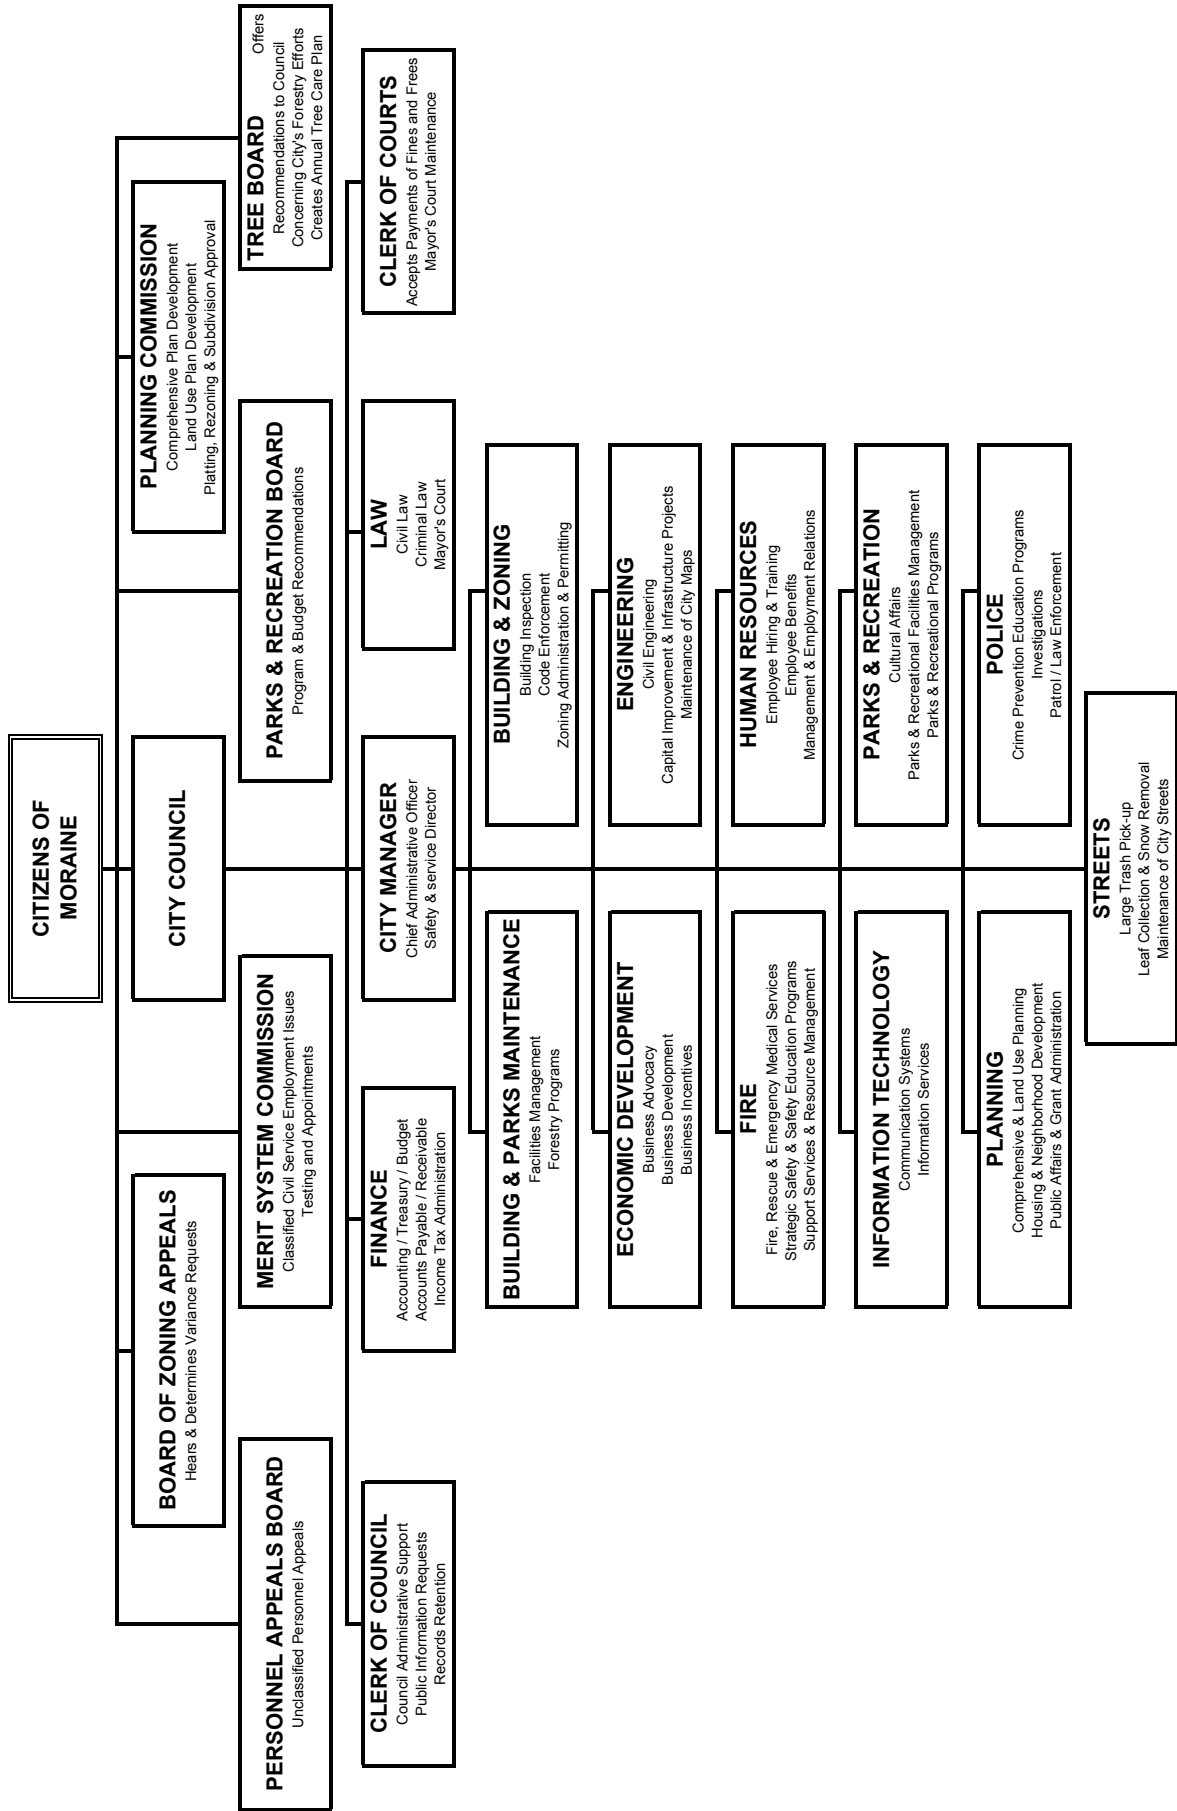 CITIZENS OF
MORAINE
BOARD OF ZONING APPEALS
Hears & Determines Variance Requests
CITY COUNCIL
PLANNING COMMISSION
Comprehensive Plan Development
Land Use Plan Development
Platting, Rezoning & Subdivision Approval
PERSONNEL APPEALS BOARD
Unclassified Personnel Appeals
MERIT SYSTEM COMMISSION
Classified Civil Service Employment Issues
Testing and Appointments
PARKS & RECREATION BOARD
Program & Budget Recommendations
TREE BOARD
Offers
Recommendations to Council
Concerning City's Forestry Efforts
Creates Annual Tree Care Plan
CLERK OF COUNCIL
Council Administrative Support
Public Information Requests
Records Retention
FINANCE
Accounting / Treasury / Budget
Accounts Payable / Receivable
Income Tax Administration
CITY MANAGER
Chief Administrative Officer
Safety & service Director
LAW
Civil Law
Criminal Law
Mayor's Court
CLERK OF COURTS
Accepts Payments of Fines and Frees
Mayor's Court Maintenance
BUILDING & PARKS MAINTENANCE
Facilities Management
Forestry Programs
BUILDING & ZONING
Building Inspection
Code Enforcement
Zoning Administration & Permitting
ECONOMIC DEVELOPMENT
Business Advocacy
Business Development
Business Incentives
ENGINEERING
Civil Engineering
Capital Improvement & Infrastructure Projects
Maintenance of City Maps
FIRE
Fire, Rescue & Emergency Medical Services
Strategic Safety & Safety Education Programs
Support Services & Resource Management
HUMAN RESOURCES
Employee Hiring & Training
Employee Benefits
Management & Employment Relations
INFORMATION TECHNOLOGY
Communication Systems
Information Services
PARKS & RECREATION
Cultural Affairs
Parks & Recreational Facilities Management
Parks & Recreational Programs
PLANNING
Comprehensive & Land Use Planning
Housing & Neighborhood Development
Public Affairs & Grant Administration
POLICE
Crime Prevention Education Programs
Investigations
Patrol / Law Enforcement
STREETS
Large Trash Pick-up
Leaf Collection & Snow Removal
Maintenance of City Streets